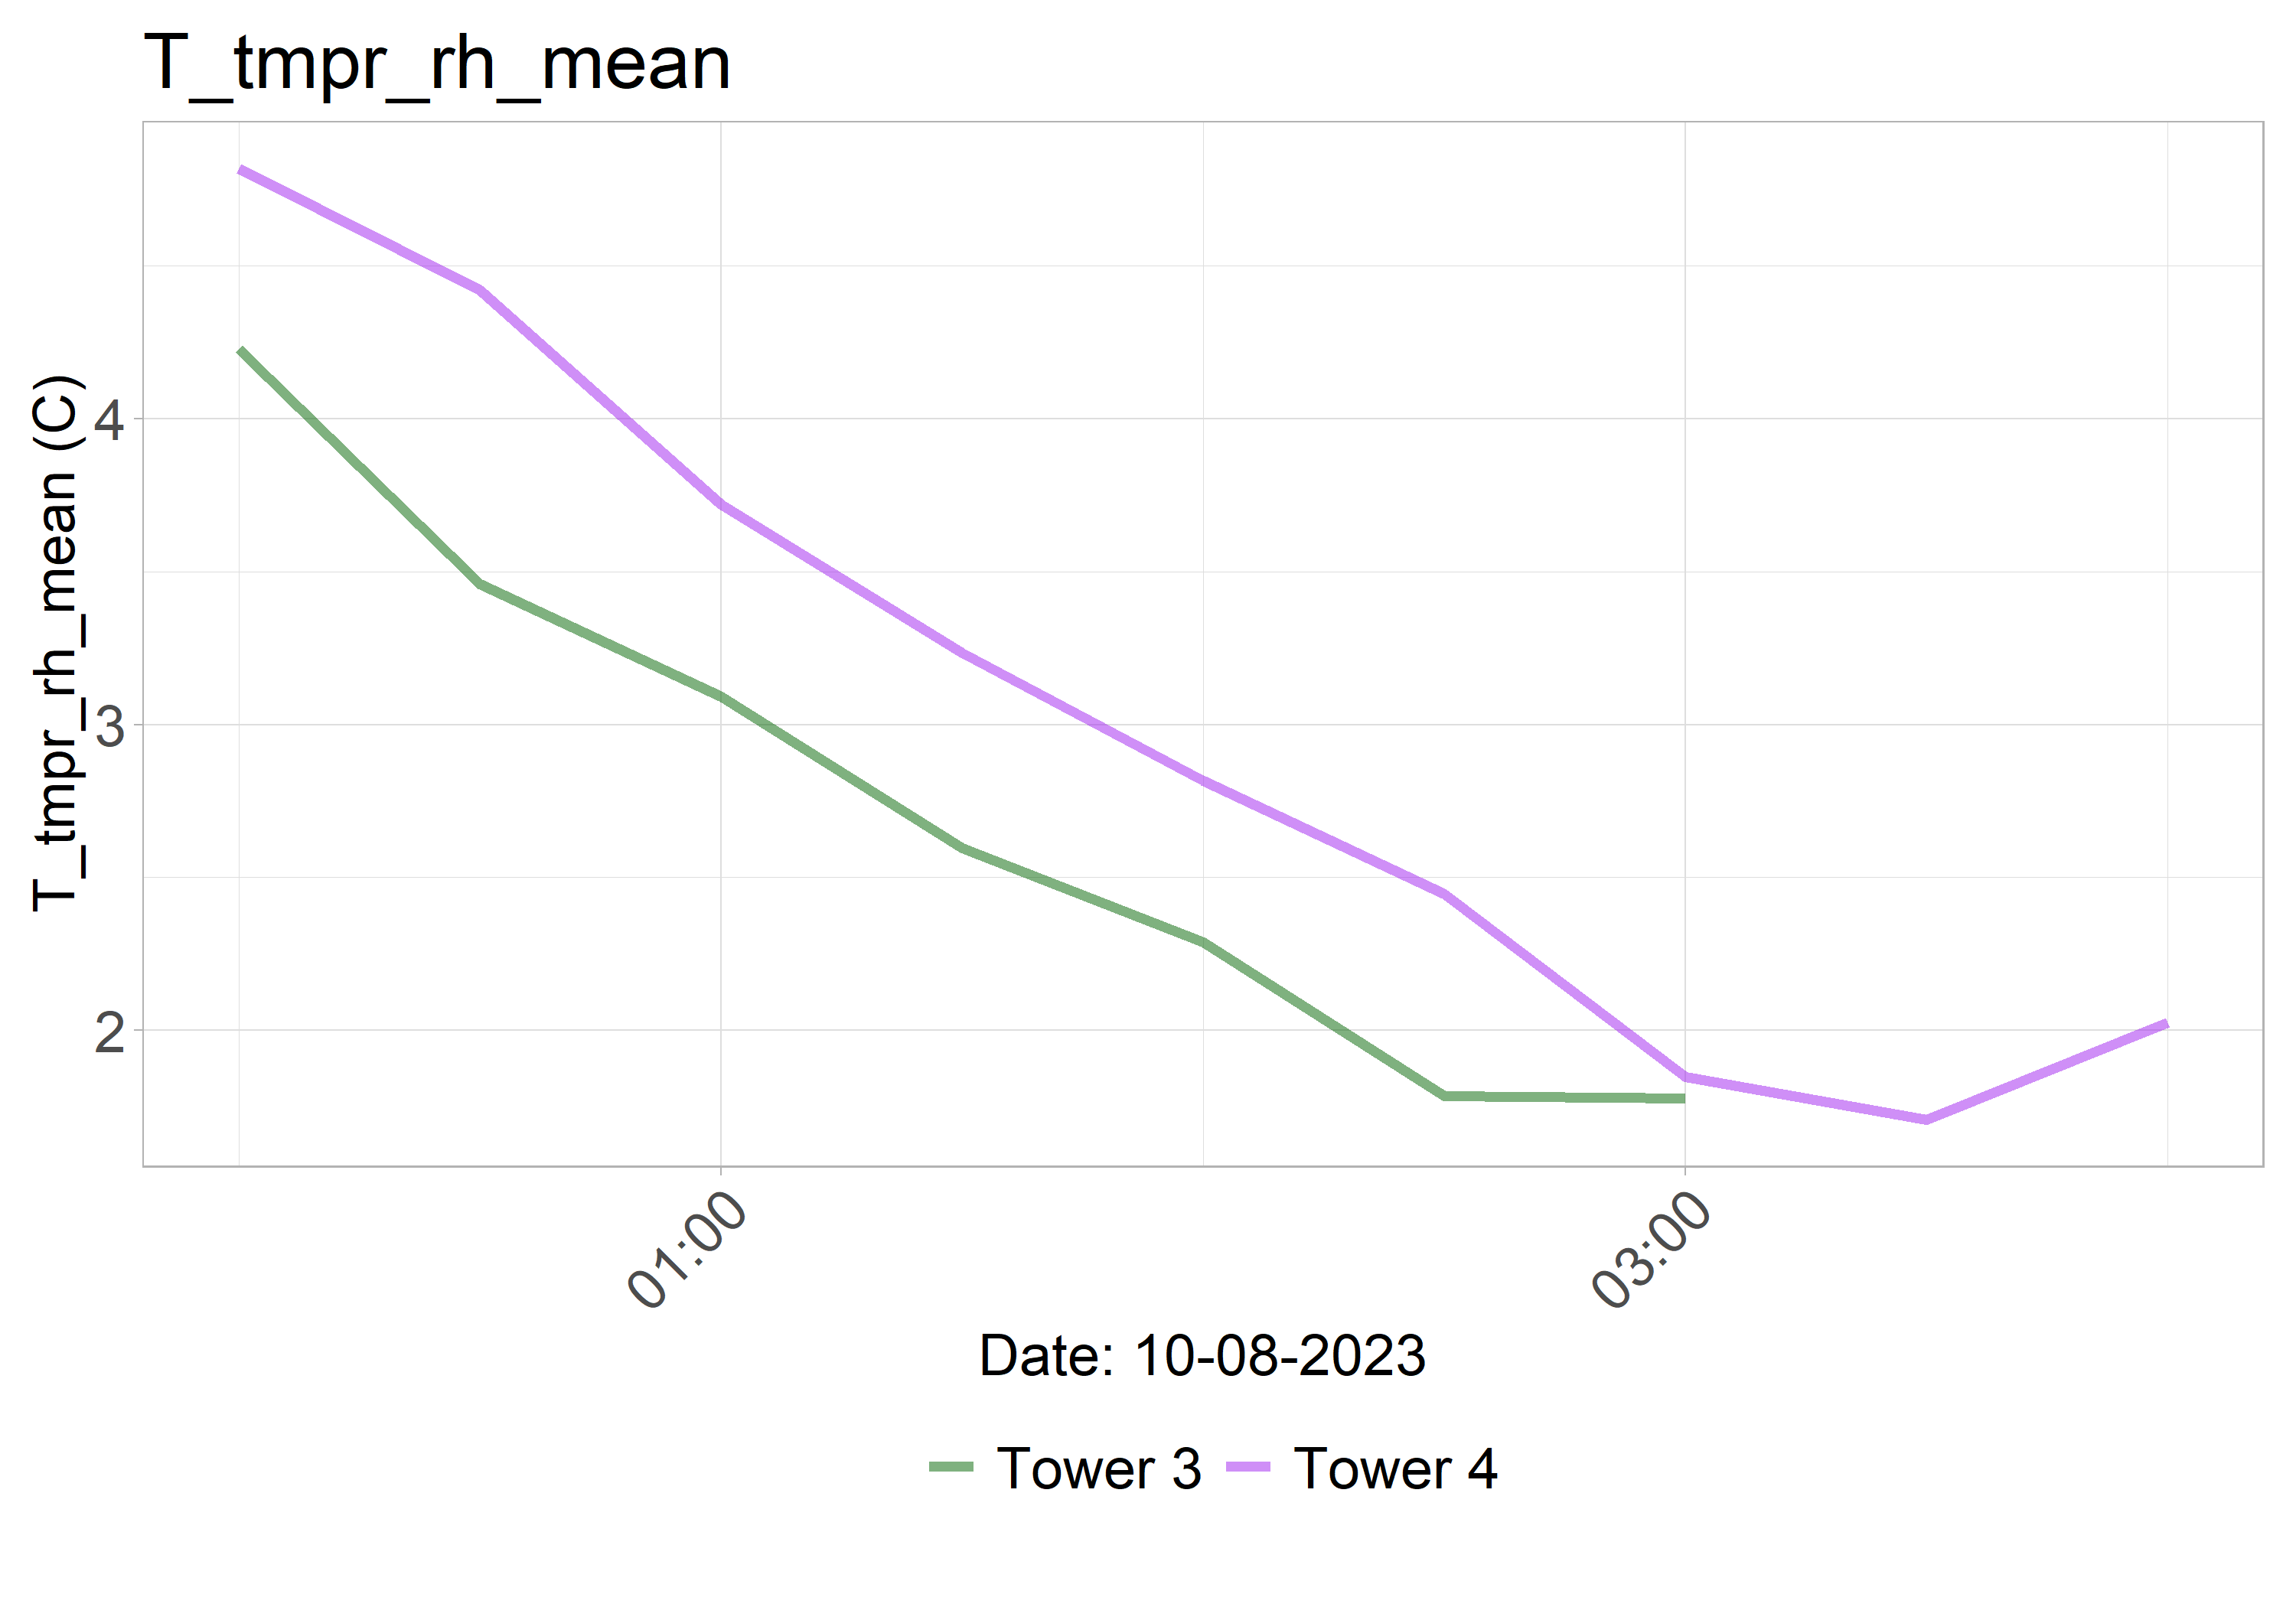 T_tmpr_rh_mean
T_tmpr_rh_mean (C)
4
3
2
01:00
03:00
Date: 10-08-2023
Tower 3
Tower 4